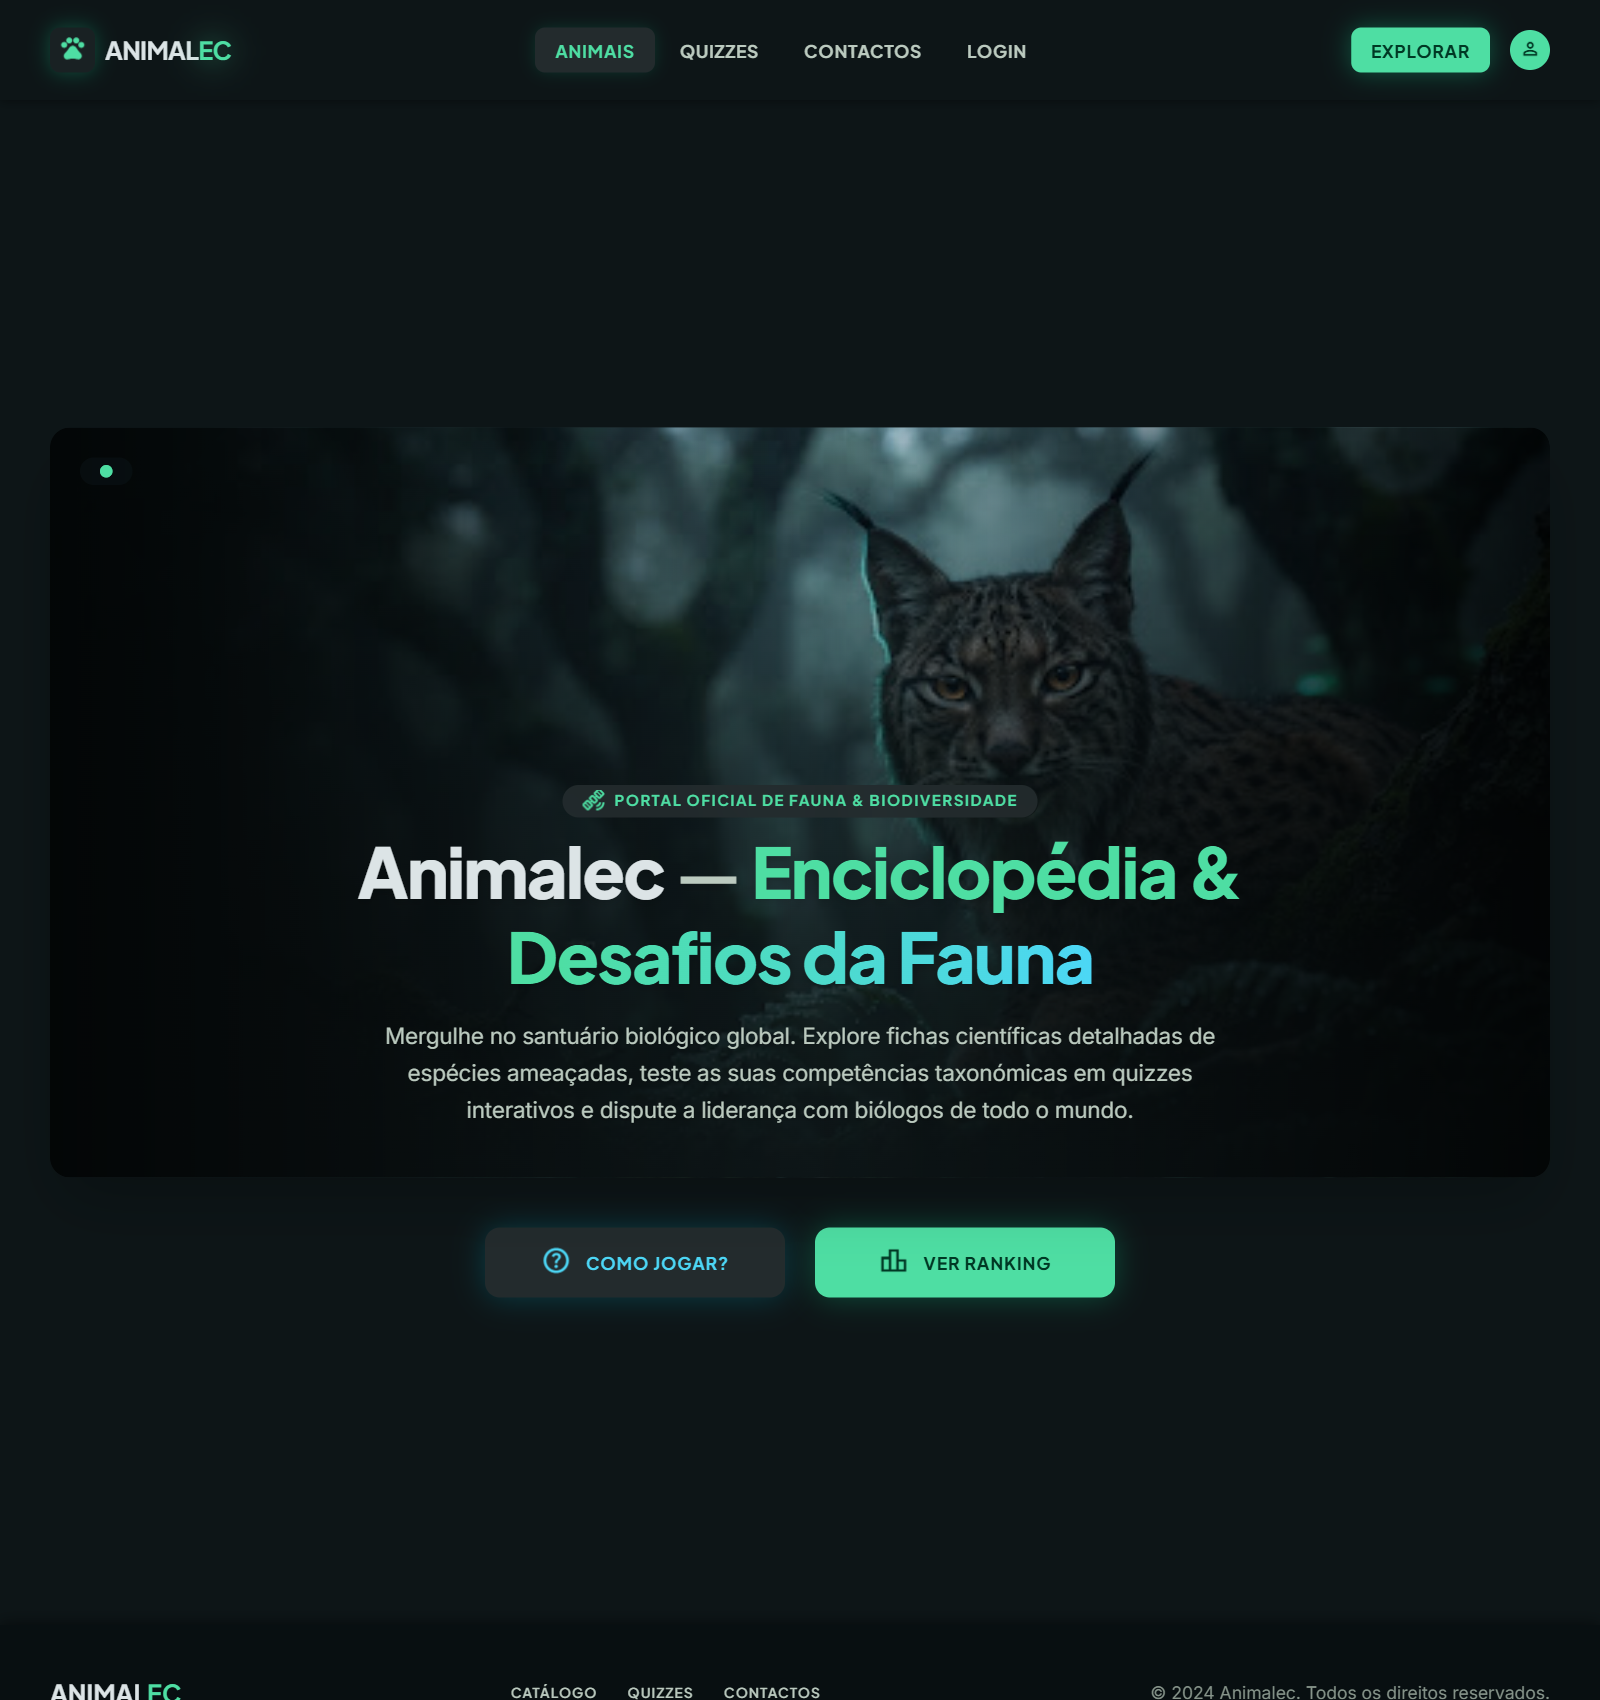 ANIMALEC
ANIMAIS
QUIZZES
CONTACTOS
LOGIN
EXPLORAR
PORTAL OFICIAL DE FAUNA & BIODIVERSIDADE
Animalec — Enciclopédia &
Desafios da Fauna
Mergulhe no santuário biológico global. Explore fichas científicas detalhadas de
espécies ameaçadas, teste as suas competências taxonómicas em quizzes
interativos e dispute a liderança com biólogos de todo o mundo.
COMO JOGAR?
VER RANKING
ANIMALEC
CATÁLOGO
QUIZZES
CONTACTOS
© 2024 Animalec. Todos os direitos reservados.